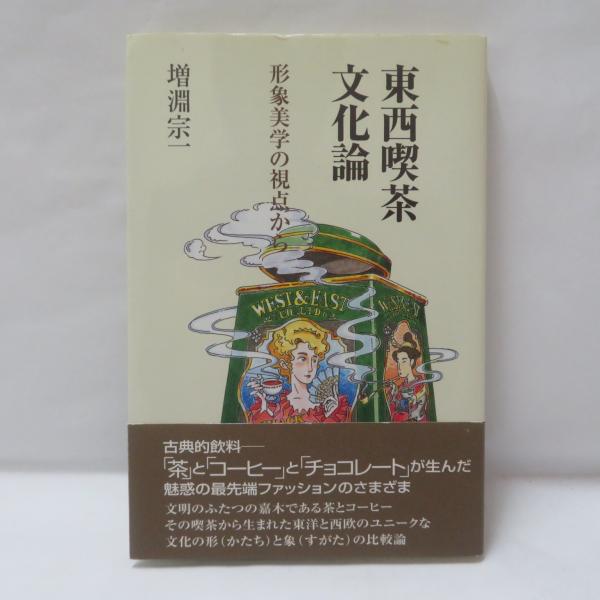 東西喫茶
文化論
形象美学の視点から
増淵宗一
WEST & EAST
WEST & EAST
古典的飲料——
「茶」と「コーヒー」と「チョコレート」が生んだ
魅惑の最先端ファッションのさまざま
文明のふたつの嘉木である茶とコーヒー
その喫茶から生まれた東洋と西欧のユニークな
文化の形(かたち)と象(すがた)の比較論